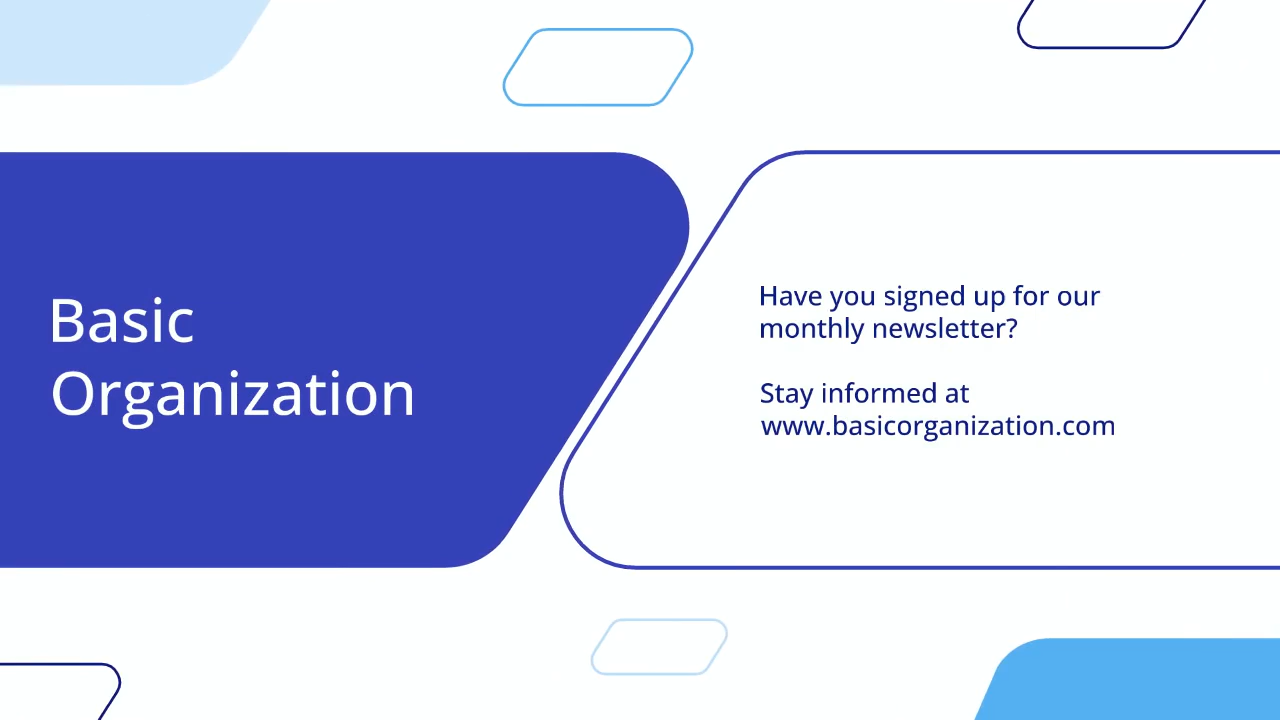 Basic
Organization
Have you signed up for our
monthly newsletter?
Stay informed at
www.basicorganization.com